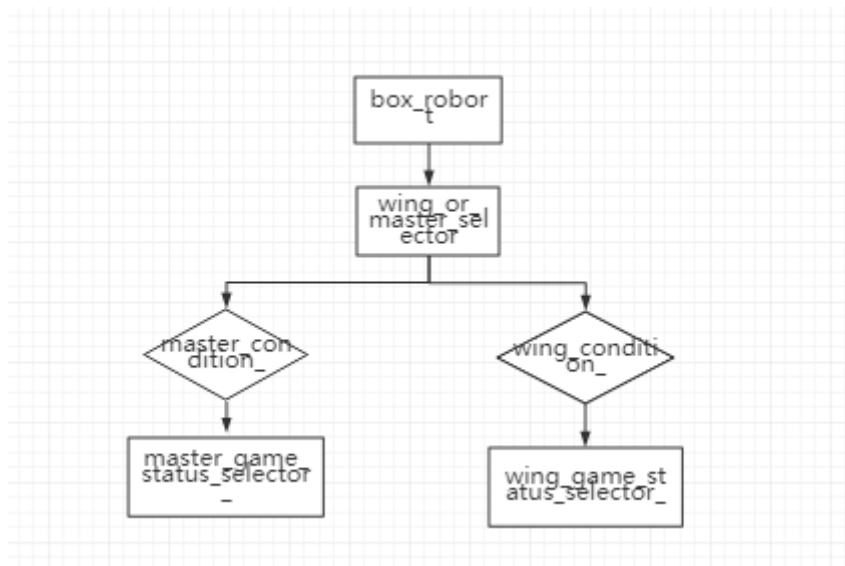 box_robor
t
wing_or_
master_sel
ector
master_con
dition_
wing_conditi
on_
master_game_
status_selector
_
wing_game_st
atus_selector_